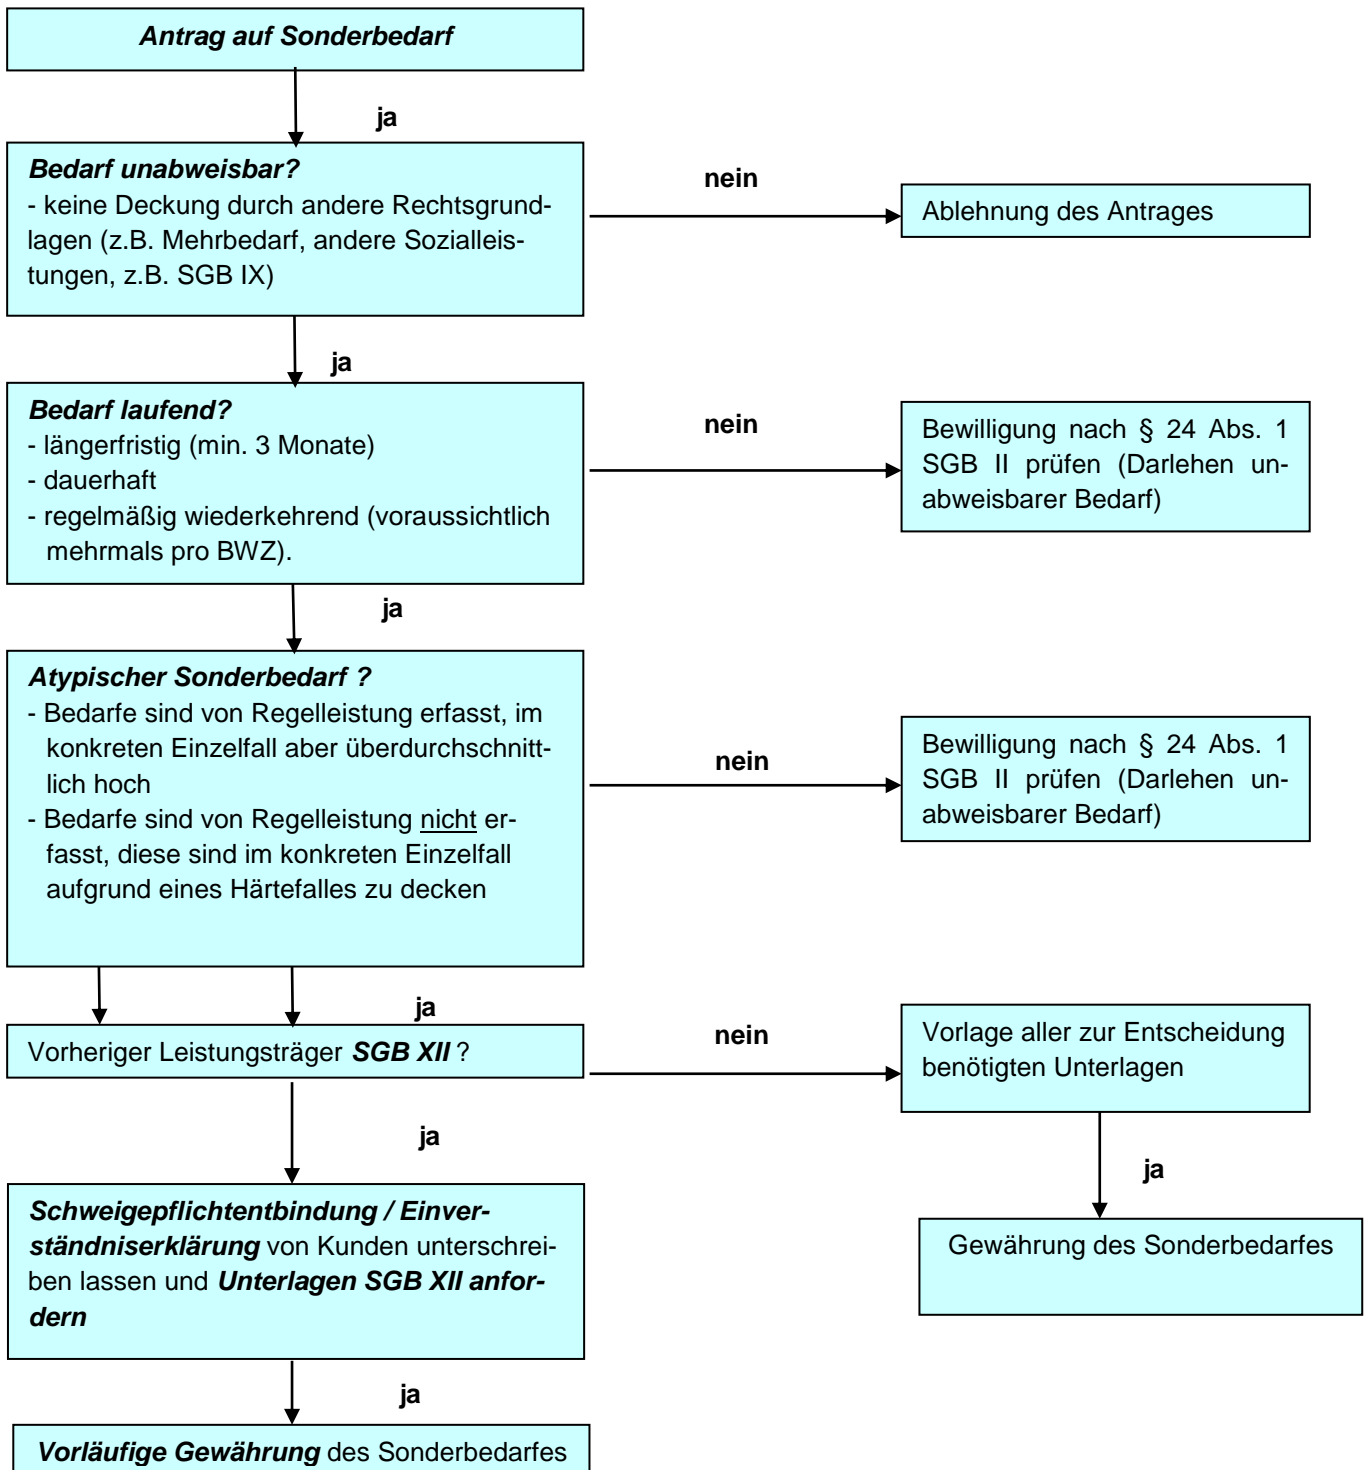 Antrag auf Sonderbedarf
ja
Bedarf unabweisbar?
- keine Deckung durch andere Rechtsgrund-
lagen (z.B. Mehrbedarf, andere Sozialleis-
tungen, z.B. SGB IX)
nein
Ablehnung des Antrages
ja
Bedarf laufend?
- längerfristig (min. 3 Monate)
- dauerhaft
- regelmäßig wiederkehrend (voraussichtlich
mehrmals pro BWZ).
nein
Bewilligung nach § 24 Abs. 1
SGB II prüfen (Darlehen un-
abweisbarer Bedarf)
ja
Atypischer Sonderbedarf ?
- Bedarfe sind von Regelleistung erfasst, im
konkreten Einzelfall aber überdurchschnitt-
lich hoch
- Bedarfe sind von Regelleistung nicht er-
fasst, diese sind im konkreten Einzelfall
aufgrund eines Härtefalles zu decken
nein
Bewilligung nach § 24 Abs. 1
SGB II prüfen (Darlehen un-
abweisbarer Bedarf)
ja
Vorheriger Leistungsträger SGB XII ?
nein
Vorlage aller zur Entscheidung
benötigten Unterlagen
ja
ja
Schweigepflichtentbindung / Einver-
ständniserklärung von Kunden unterschrei-
ben lassen und Unterlagen SGB XII anfor-
dern
Gewährung des Sonderbedarfes
ja
Vorläufige Gewährung des Sonderbedarfes